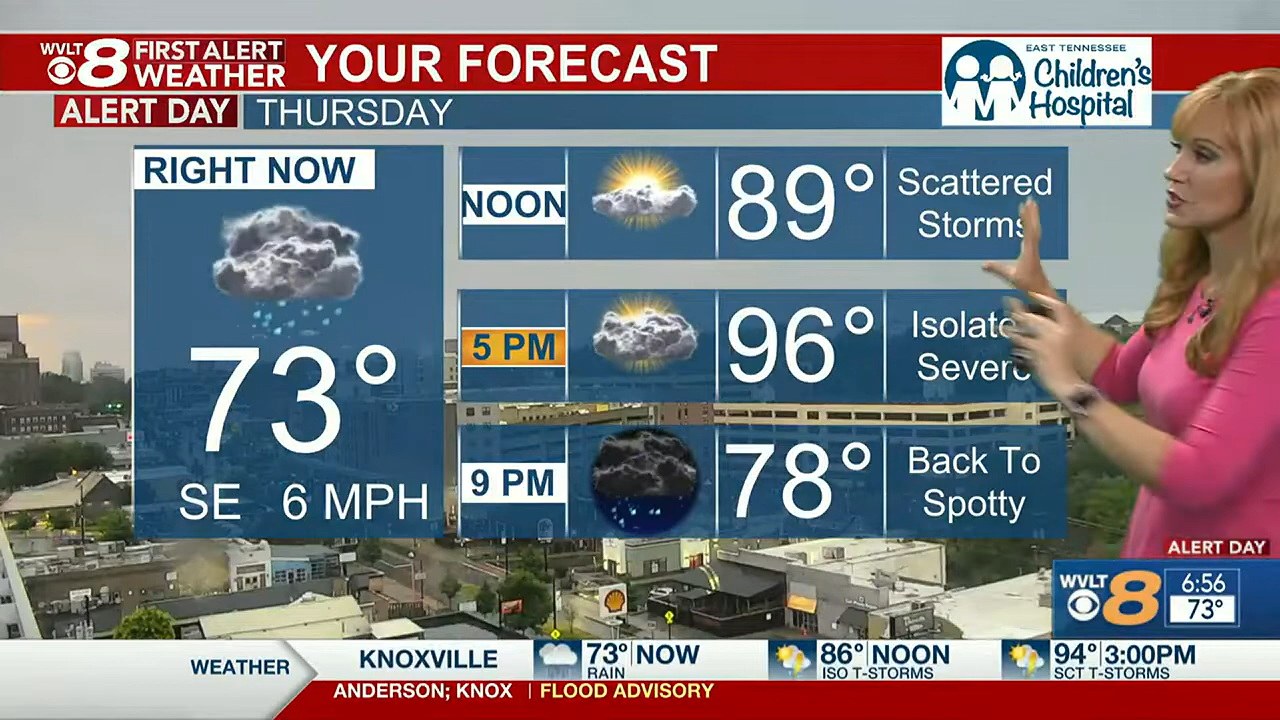 WVLT 8 FIRST ALERT WEATHER
YOUR FORECAST
EAST TENNESSEE
Children's
Hospital
ALERT DAY
THURSDAY
RIGHT NOW
73°
SE 6 MPH
NOON
89°
Scattered
Storms
5 PM
96°
Isolate
Severe
9 PM
78°
Back To
Spotty
ALERT DAY
WVLT 8
6:56
73°
WEATHER
KNOXVILLE
73° NOW
RAIN
86° NOON
ISO T-STORMS
94° 3:00PM
SCT T-STORMS
ANDERSON; KNOX | FLOOD ADVISORY